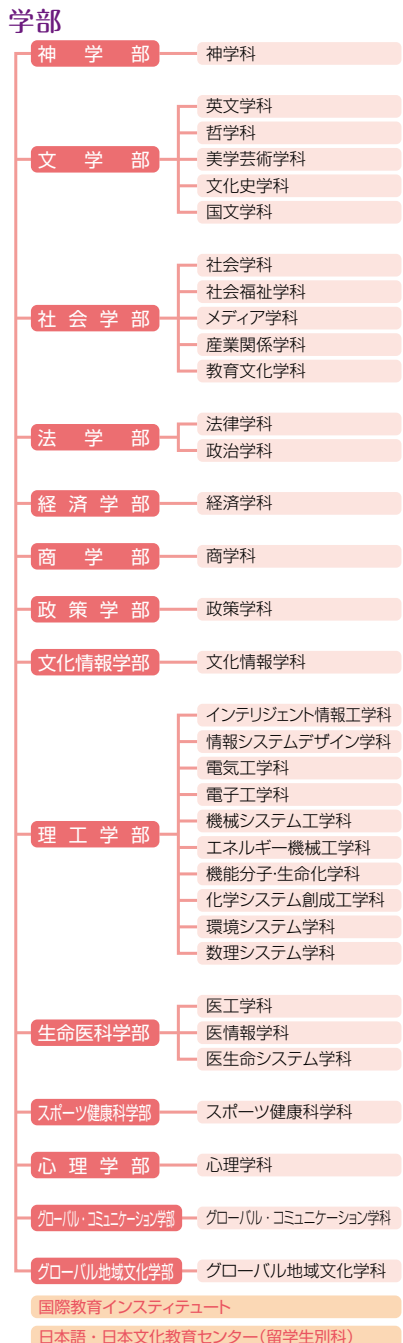 学部
神学部
神学科
文学部
英文学科
哲学科
美学芸術学科
文化史学科
国文学科
社会学部
社会学科
社会福祉学科
メディア学科
産業関係学科
教育文化学科
法学部
法律学科
政治学科
経済学部
経済学科
商学部
商学科
政策学部
政策学科
文化情報学部
文化情報学科
理工学部
インテリジェント情報工学科
情報システムデザイン学科
電気工学科
電子工学科
機械システム工学科
エネルギー機械工学科
機能分子・生命化学科
化学システム創成工学科
環境システム学科
数理システム学科
生命医科学部
医工学科
医情報学科
医生命システム学科
スポーツ健康科学部
スポーツ健康科学科
心理学部
心理学科
グローバル・コミュニケーション学部
グローバル・コミュニケーション学科
グローバル地域文化学部
グローバル地域文化学科
国際教育インスティテュート
日本語・日本文化教育センター(留学生別科)